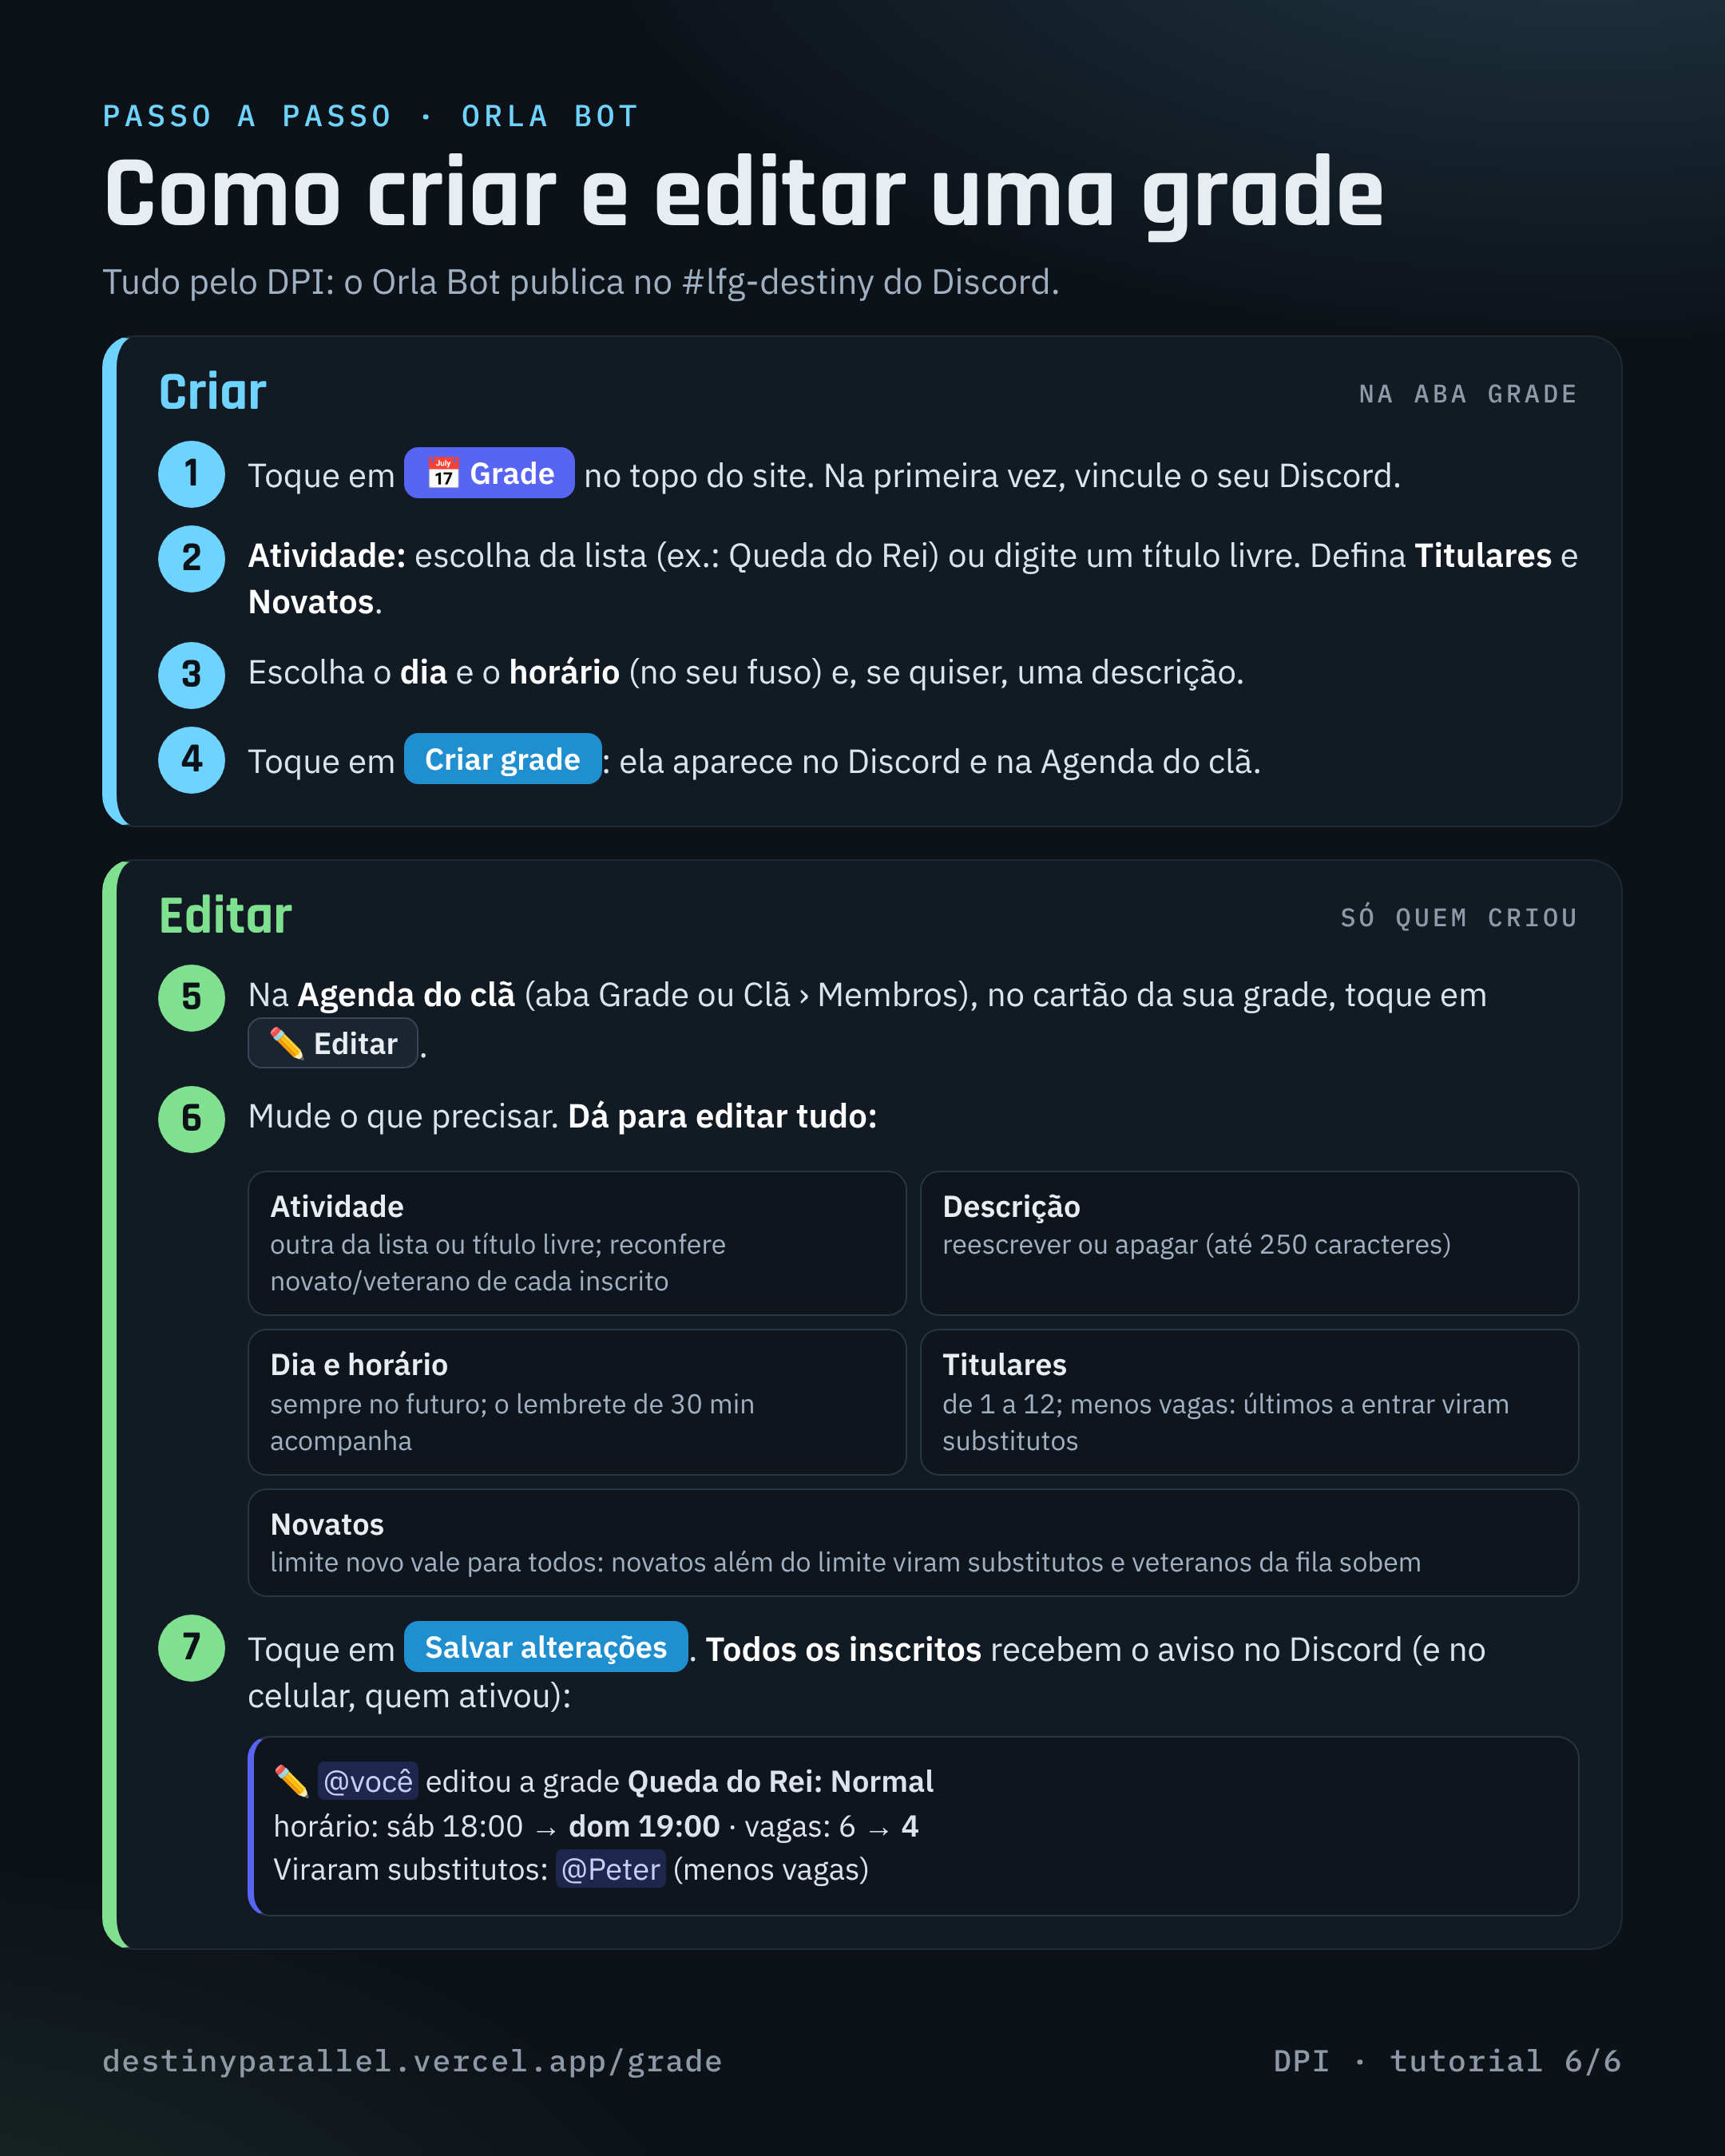 PASSO A PASSO · ORLA BOT
Como criar e editar uma grade
Tudo pelo DPI: o Orla Bot publica no #lfg-destiny do Discord.
Criar
NA ABA GRADE
1 Toque em 📅 Grade no topo do site. Na primeira vez, vincule o seu Discord.
2 Atividade: escolha da lista (ex.: Queda do Rei) ou digite um título livre. Defina Titulares e
Novatos.
3 Escolha o dia e o horário (no seu fuso) e, se quiser, uma descrição.
4 Toque em Criar grade: ela aparece no Discord e na Agenda do clã.
Editar
SÓ QUEM CRIOU
5 Na Agenda do clã (aba Grade ou Clã › Membros), no cartão da sua grade, toque em
✏️ Editar.
6 Mude o que precisar. Dá para editar tudo:
Atividade
outra da lista ou título livre; reconfere
novato/veterano de cada inscrito
Descrição
reescrever ou apagar (até 250 caracteres)
Dia e horário
sempre no futuro; o lembrete de 30 min
acompanha
Titulares
de 1 a 12; menos vagas: últimos a entrar viram
substitutos
Novatos
limite novo vale para todos: novatos além do limite viram substitutos e veteranos da fila sobem
7 Toque em Salvar alterações. Todos os inscritos recebem o aviso no Discord (e no
celular, quem ativou):
✏️ @você editou a grade Queda do Rei: Normal
horário: sáb 18:00 → dom 19:00 · vagas: 6 → 4
Viraram substitutos: @Peter (menos vagas)
destinyparallel.vercel.app/grade
DPI · tutorial 6/6